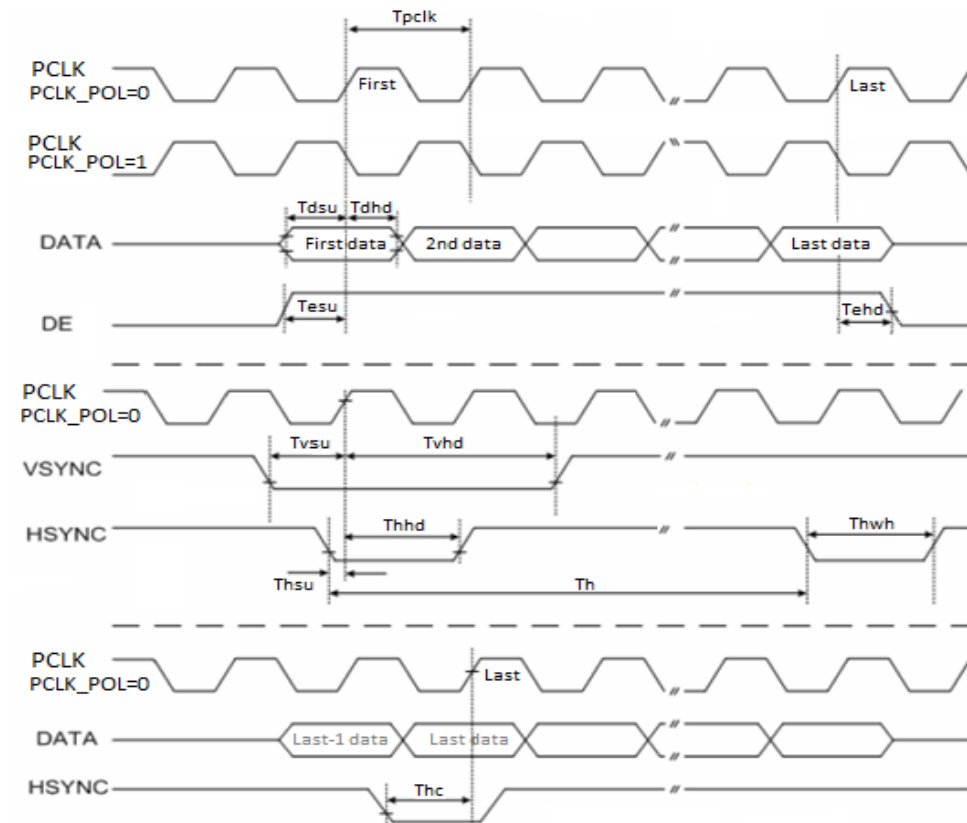 Tpclk
PCLK
PCLK_POL=0
First
Last
PCLK
PCLK_POL=1
Tdsu
Tdhd
DATA
First data
2nd data
Last data
Tesu
Tehd
DE
PCLK
PCLK_POL=0
Tvsu
Tvhd
VSYNC
HSYNC
Thhd
Thwh
Thsu
Th
PCLK
PCLK_POL=0
Last
DATA
Last-1 data
Last data
HSYNC
Thc